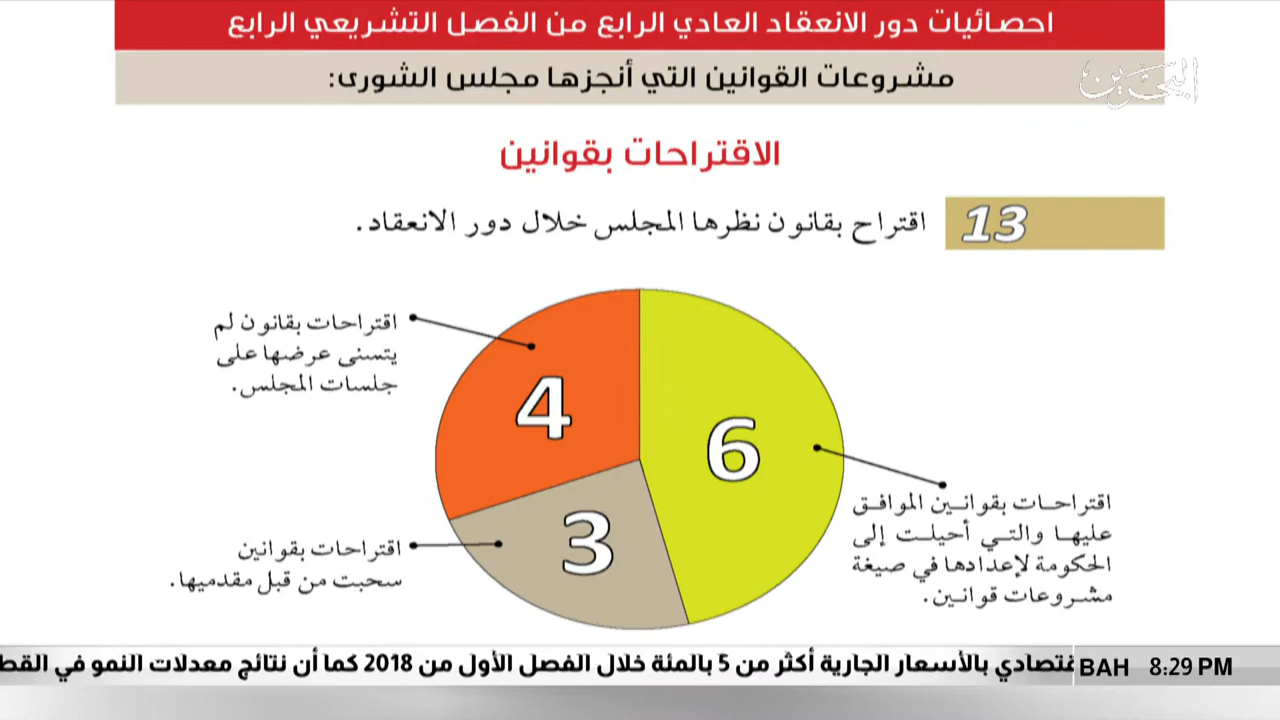 احصائيات دور الانعقاد العادي الرابع من الفصل التشريعي الرابع
مشروعات القوانين التي أنجزها مجلس الشورى:
البحرين
الاقتراحات بقوانين
13 اقتراح بقانون نظرها المجلس خلال دور الانعقاد.
6
اقتراحات بقوانين الموافق
عليها والتي أحيلت إلى
الحكومة لإعدادها في صيغة
مشروعات قوانين.
4
اقتراحات بقانون لم
يتسنى عرضها على
جلسات المجلس.
3
اقتراحات بقوانين
سحبت من قبل مقدميها.
بالأسعار الجارية أكثر من 5 بالمئة خلال الفصل الأول من 2018 كما أن نتائج معدلات النمو في
BAH 8:29 PM